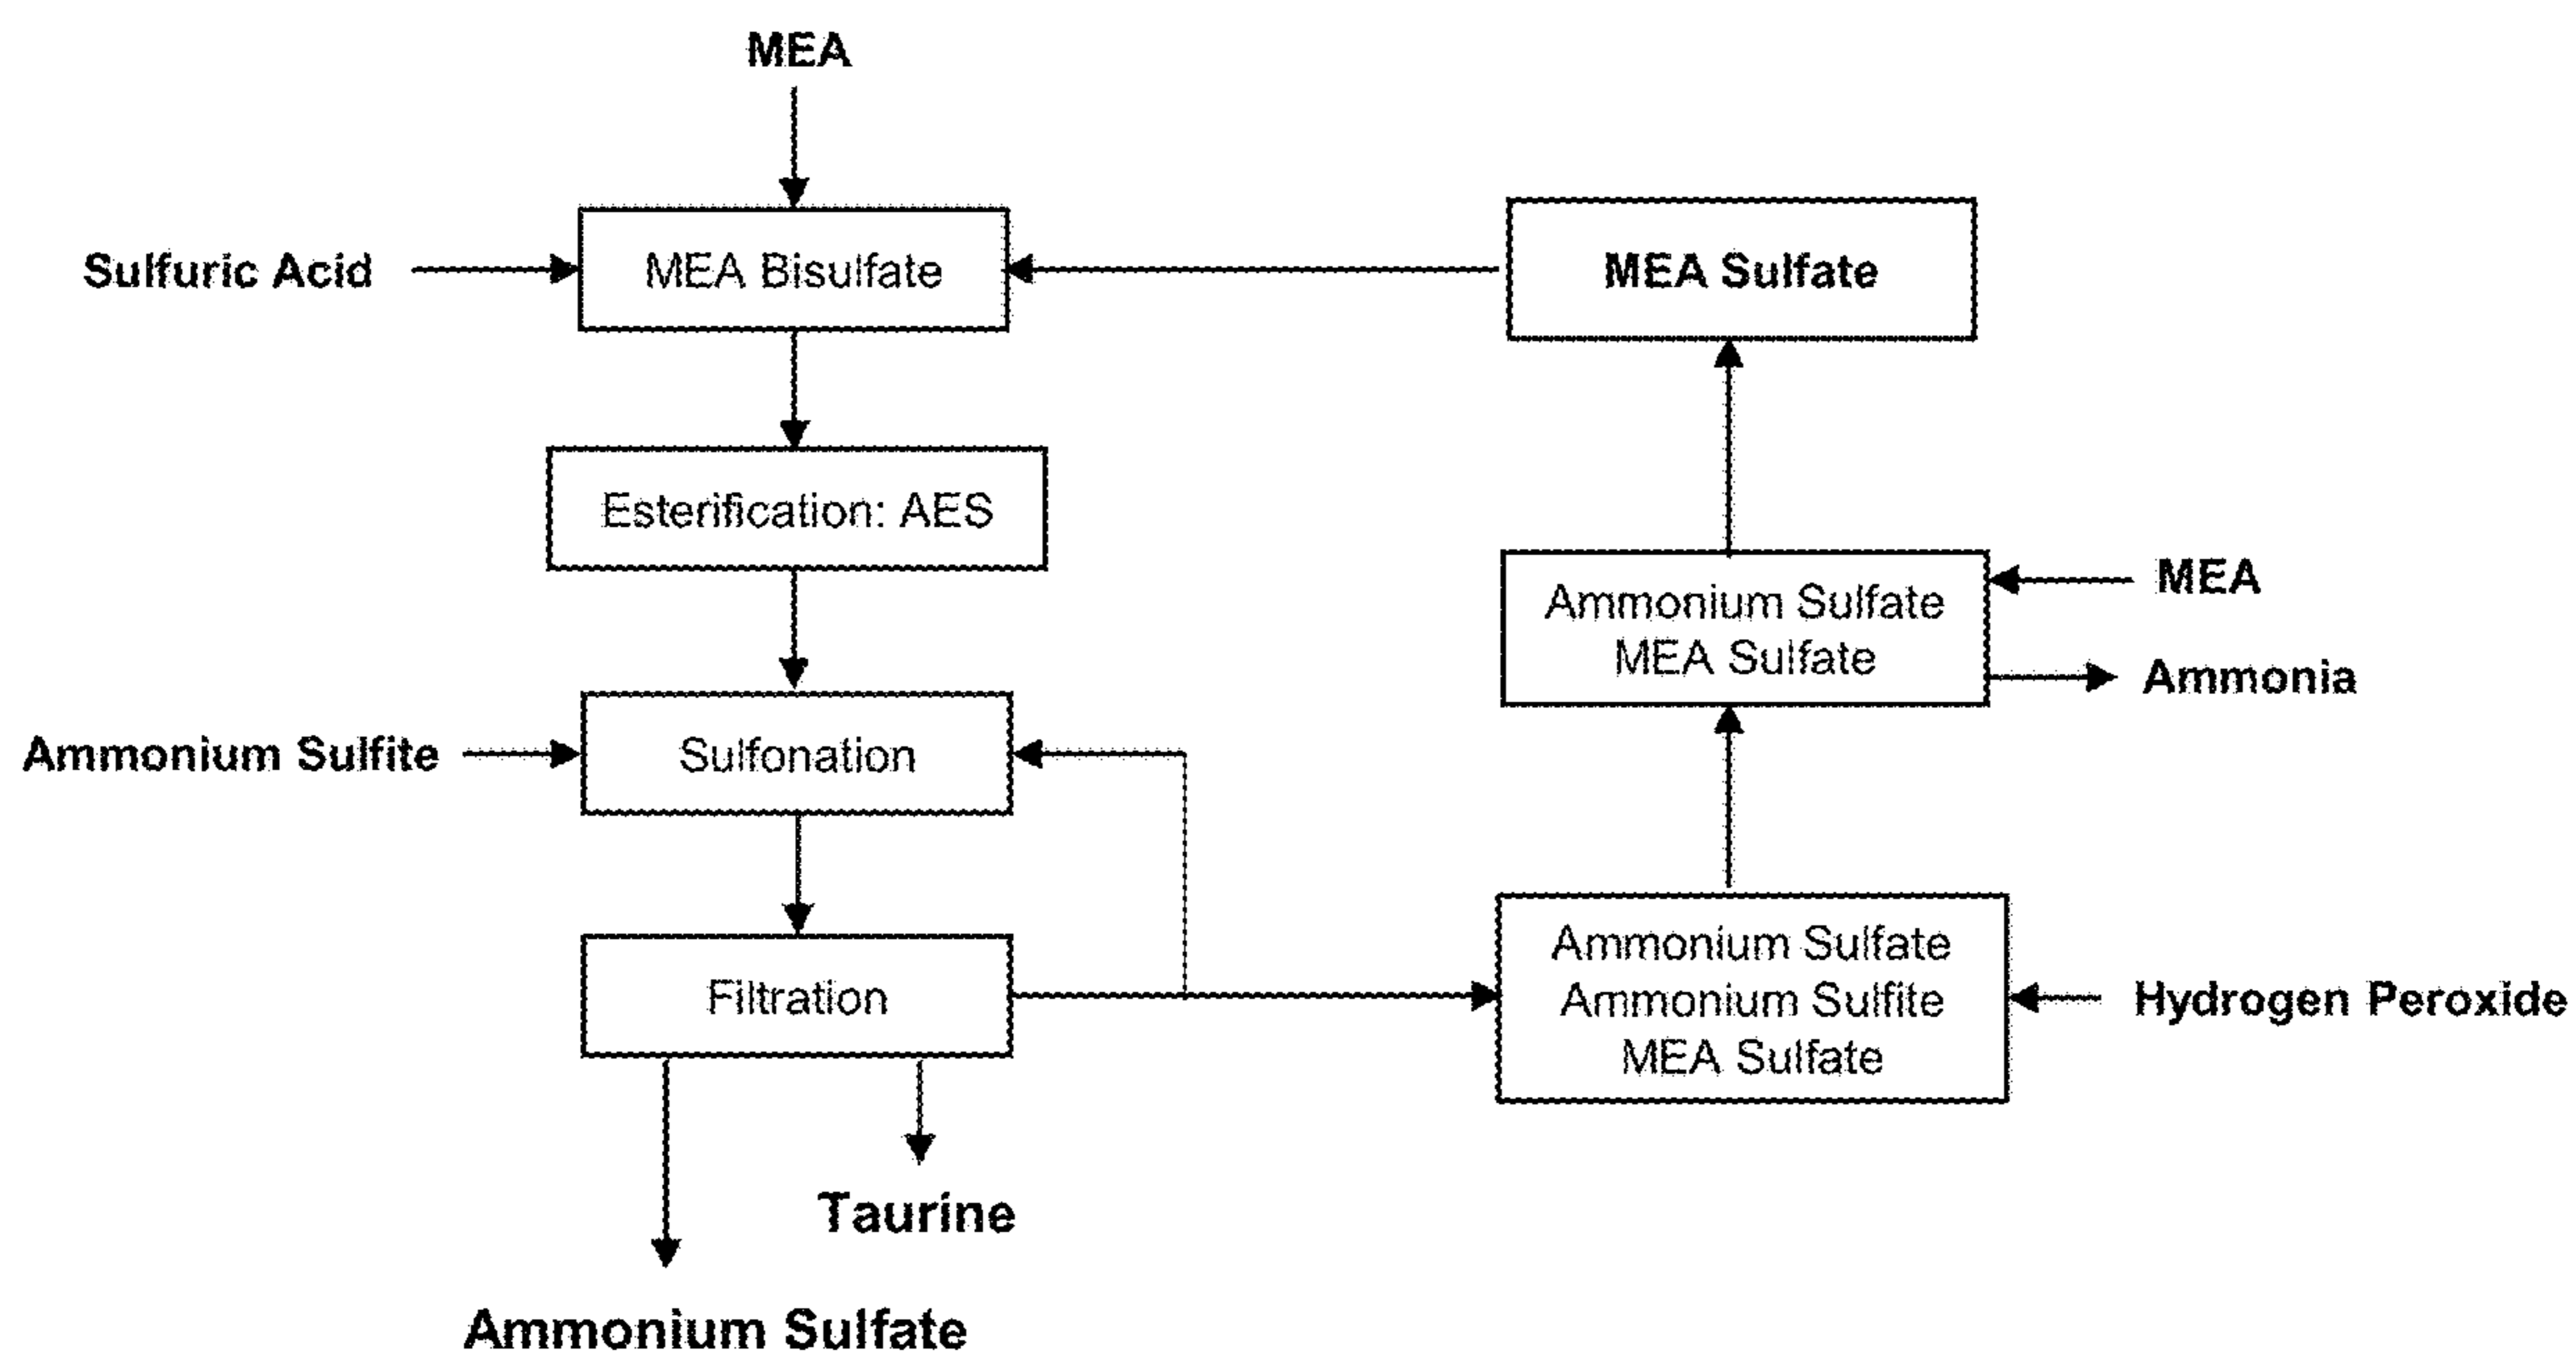 MEA
Sulfuric Acid
MEA Bisulfate
MEA Sulfate
Esterification: AES
Ammonium Sulfate
MEA Sulfate
MEA
Ammonia
Ammonium Sulfite
Sulfonation
Filtration
Ammonium Sulfate
Ammonium Sulfite
MEA Sulfate
Hydrogen Peroxide
Taurine
Ammonium Sulfate